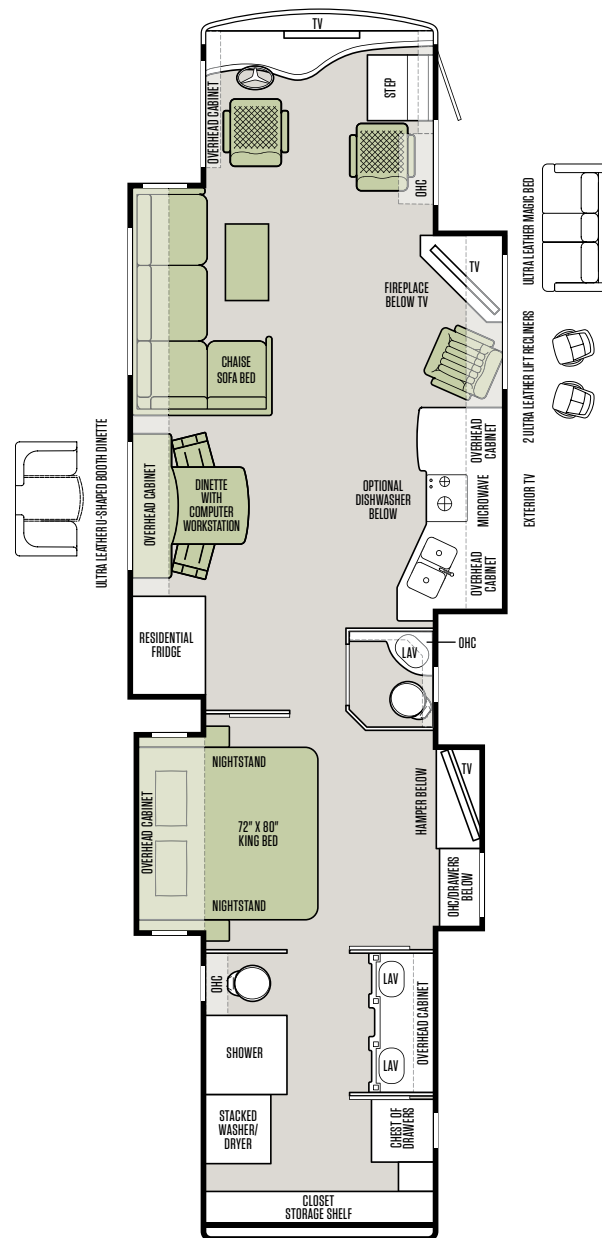 TV
OVERHEAD CABINET
STEP
OHC
ULTRA LEATHER MAGIC BED
TV
FIREPLACE
BELOW TV
CHAISE
SOFA BED
2 ULTRA LEATHER LIFT RECLINERS
ULTRA LEATHER U-SHAPED BOOTH DINETTE
OVERHEAD CABINET
DINETTE
WITH
COMPUTER
WORKSTATION
OPTIONAL
DISHWASHER
BELOW
OVERHEAD
CABINET
MICROWAVE
OVERHEAD
CABINET
EXTERIOR TV
RESIDENTIAL
FRIDGE
LAV
OHC
NIGHTSTAND
OVERHEAD CABINET
72" X 80"
KING BED
NIGHTSTAND
HAMPER BELOW
TV
OHC/DRAWERS
BELOW
OHC
LAV
OVERHEAD CABINET
LAV
SHOWER
STACKED
WASHER/
DRYER
CHEST OF
DRAWERS
CLOSET
STORAGE SHELF